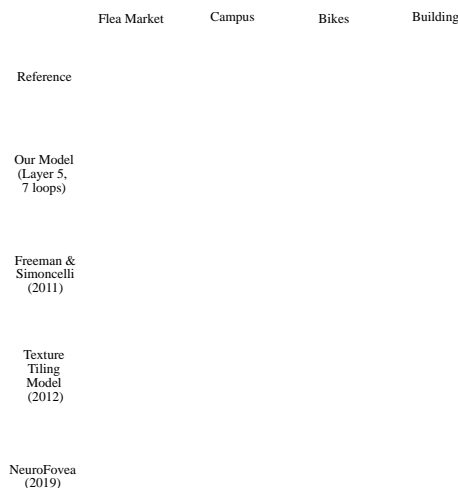 Flea Market Campus Bikes Building
Reference
Our Model
(Layer 5,
7 loops)
Freeman &
Simoncelli
(2011)
Texture
Tiling
Model
(2012)
NeuroFovea
(2019)